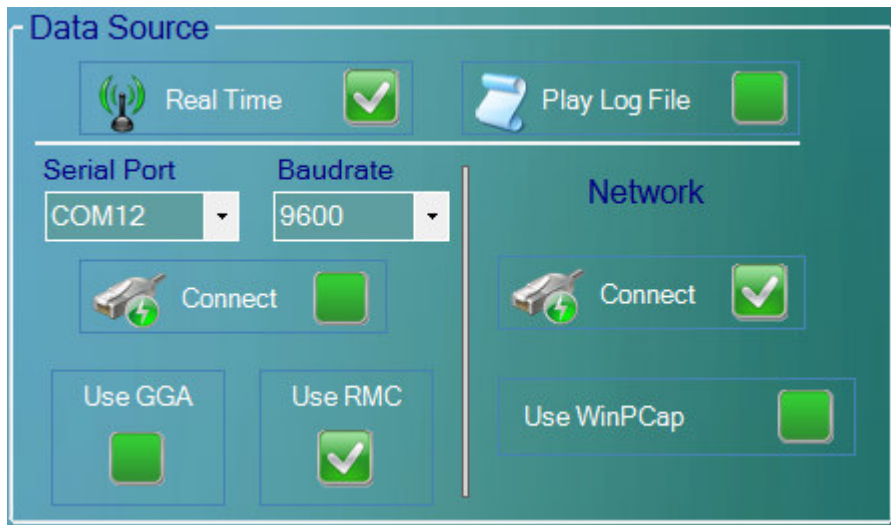 Data Source
Real Time
Play Log File
Serial Port
Baudrate
COM12
9600
Network
Connect
Connect
Use GGA
Use RMC
Use WinPCap